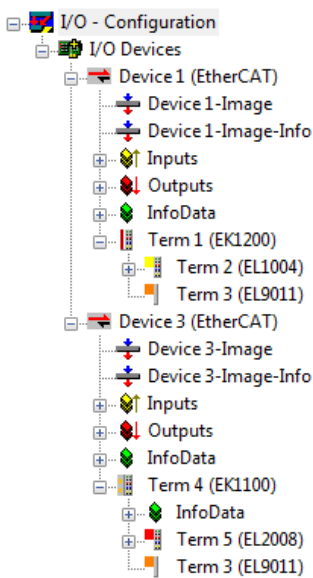 I/O - Configuration
I/O Devices
Device 1 (EtherCAT)
Device 1-Image
Device 1-Image-Info
Inputs
Outputs
InfoData
Term 1 (EK1200)
Term 2 (EL1004)
Term 3 (EL9011)
Device 3 (EtherCAT)
Device 3-Image
Device 3-Image-Info
Inputs
Outputs
InfoData
Term 4 (EK1100)
InfoData
Term 5 (EL2008)
Term 3 (EL9011)